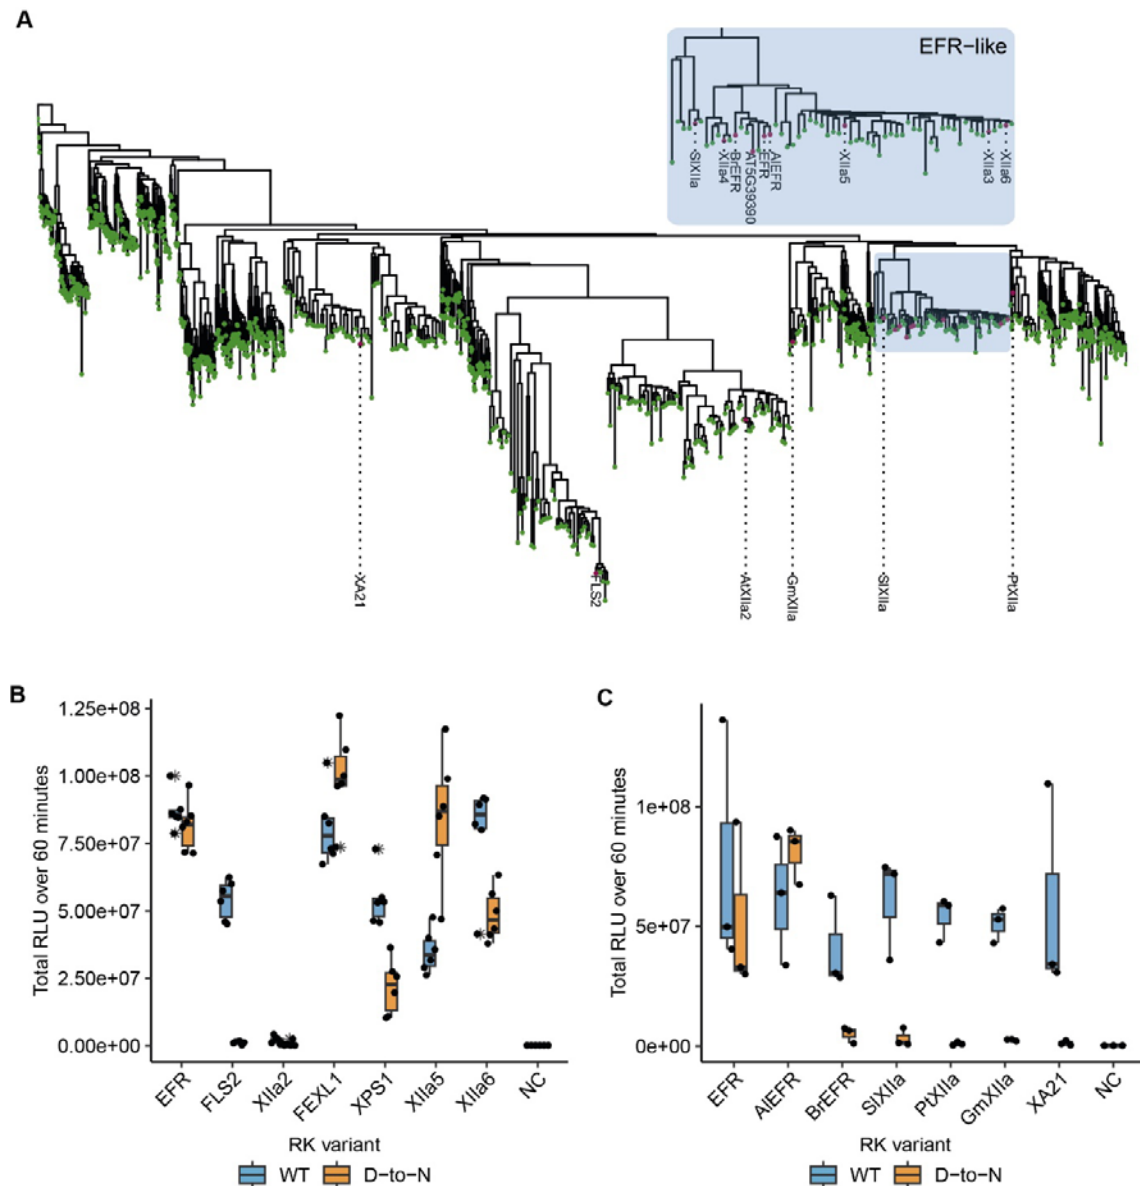 A
EFR−like
SlXIIa
XIIa4
BrEFR
AT5G39390
EFR
AlEFR
XIIa5
XIIa3
XIIa6
XA21
FLS2
AtXIIa2
GmXIIa
SlXIIa
PtXIIa
B
Total RLU over 60 minutes
1.25e+08
1.00e+08
7.50e+07
5.00e+07
2.50e+07
0.00e+00
EFR
FLS2
XIIa2
FEXL1
XPS1
XIIa5
XIIa6
NC
RK variant
WT D−to−N
C
Total RLU over 60 minutes
1e+08
5e+07
0e+00
EFR
AlEFR
BrEFR
SlXIIa
PtXIIa
GmXIIa
XA21
NC
RK variant
WT D−to−N